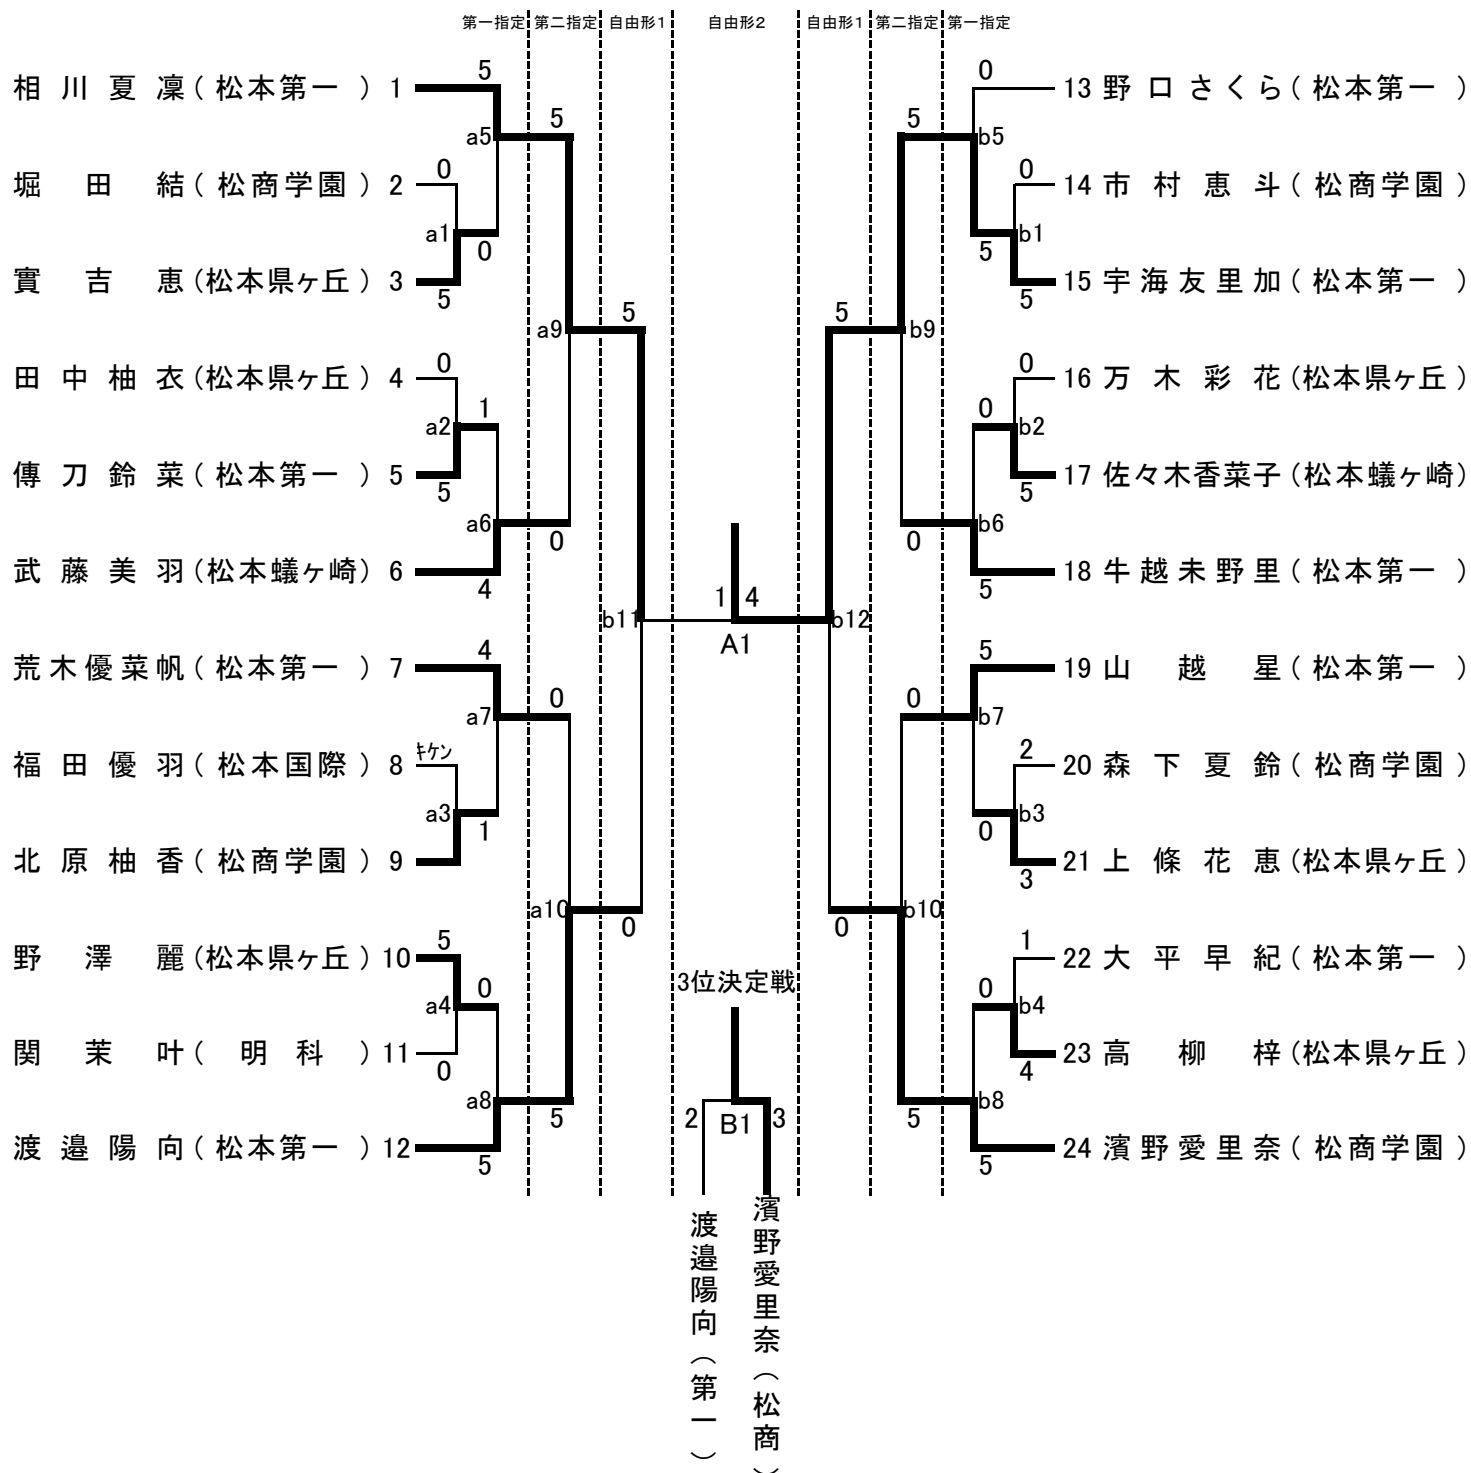 第一指定 第二指定 自由形1 自由形2 自由形1 第二指定 第一指定
5 0
相川夏凜(松本第一) 1 13 野口さくら(松本第一)
5 5
a5 b5
0 0
堀田結(松商学園) 2 14 市村恵斗(松商学園)
a1 b1
0 5
實吉恵(松本県ヶ丘) 3 15 宇海友里加(松本第一)
5 5
5 5
a9 b9
0 0
田中柚衣(松本県ヶ丘) 4 16 万木彩花(松本県ヶ丘)
1 0
a2 b2
傳刀鈴菜(松本第一) 5 17 佐々木香菜子(松本蟻ヶ崎)
5 5
a6 b6
0 0
武藤美羽(松本蟻ヶ崎) 6 18 牛越未野里(松本第一)
4 5
1 4
b11 b12
A1
4 5
荒木優菜帆(松本第一) 7 19 山越星(松本第一)
0 0
a7 b7
キケン 2
福田優羽(松本国際) 8 20 森下夏鈴(松商学園)
a3 b3
1 0
北原柚香(松商学園) 9 21 上條花恵(松本県ヶ丘)
3
a10 b10
0 0
5 1
野澤麗(松本県ヶ丘) 10 22 大平早紀(松本第一)
3位決定戦
0 0
a4 b4
関茉叶(明科) 11 23 高柳梓(松本県ヶ丘)
0 4
a8 b8
5 2 B1 3 5
渡邉陽向(松本第一) 12 24 濱野愛里奈(松商学園)
5 5
渡邉陽向(第一)
濱野愛里奈(松商)